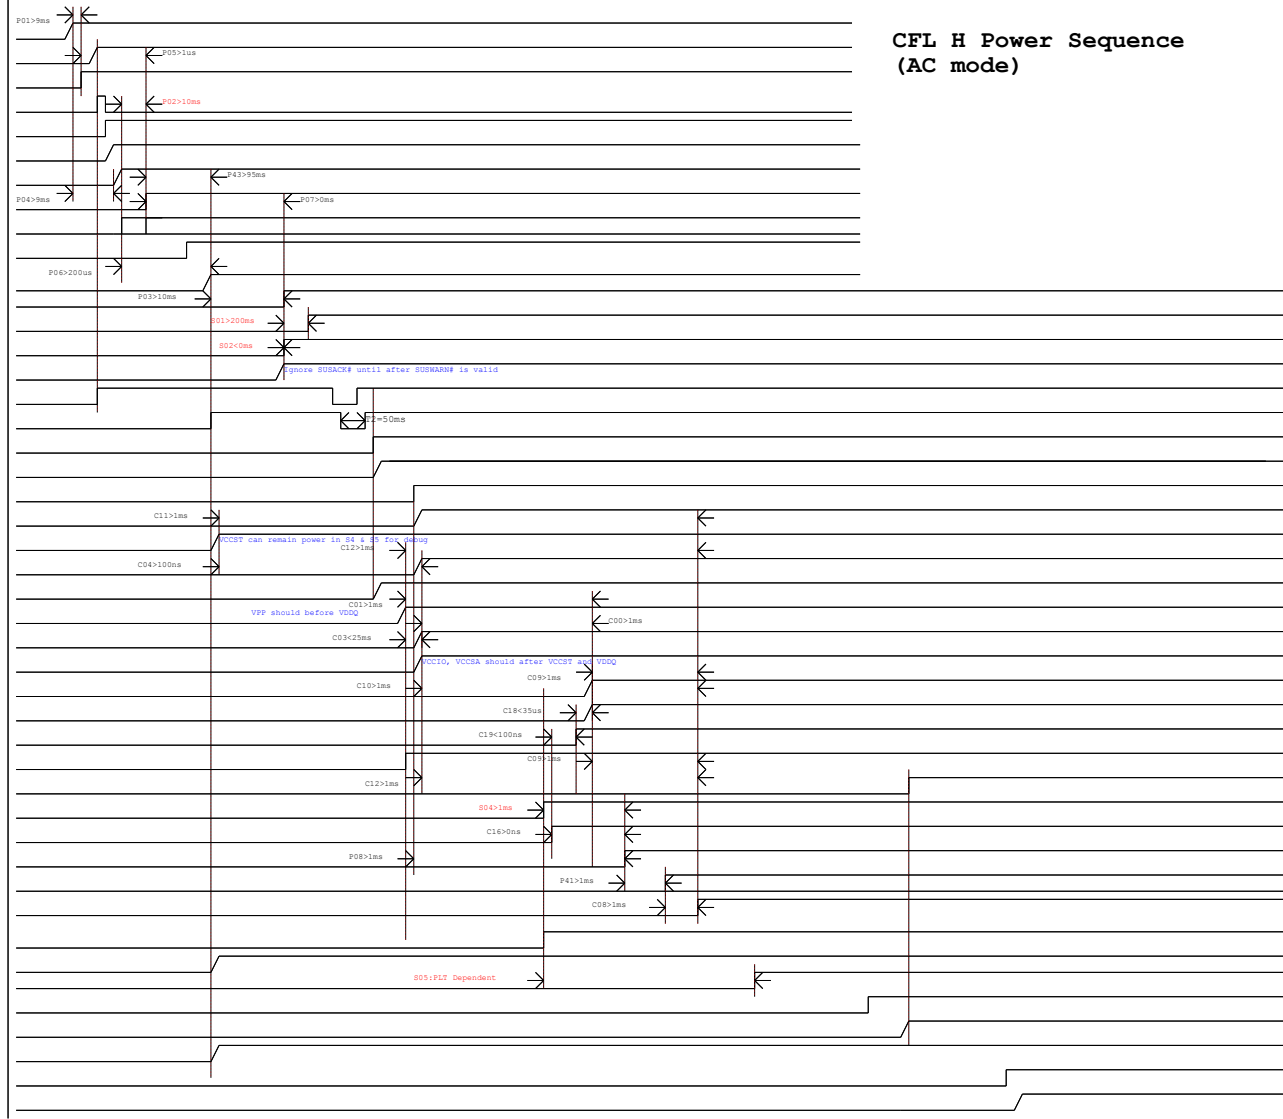 P01>9ms
CFL H Power Sequence
(AC mode)
P05>1us
P02>10ms
P43>95ms
P04>9ms
P07>0ms
P06>200us
P03>10ms
S01>200ms
S02<0ms
Ignore SUSACK# until after SUSWARN# is valid
T2=50ms
C11>1ms
VCCST can remain power in S4 & S5 for debug
C12>1ms
C04>100ns
C01>1ms
VPP should before VDDQ
C00>1ms
C03<25ms
VCCIO, VCCSA should after VCCST and VDDQ
C09>1ms
C10>1ms
C18<35us
C19<100ns
C09>1ms
C12>1ms
S04>1ms
C16>0ns
P08>1ms
P41>1ms
C08>1ms
S05:PLT Dependent